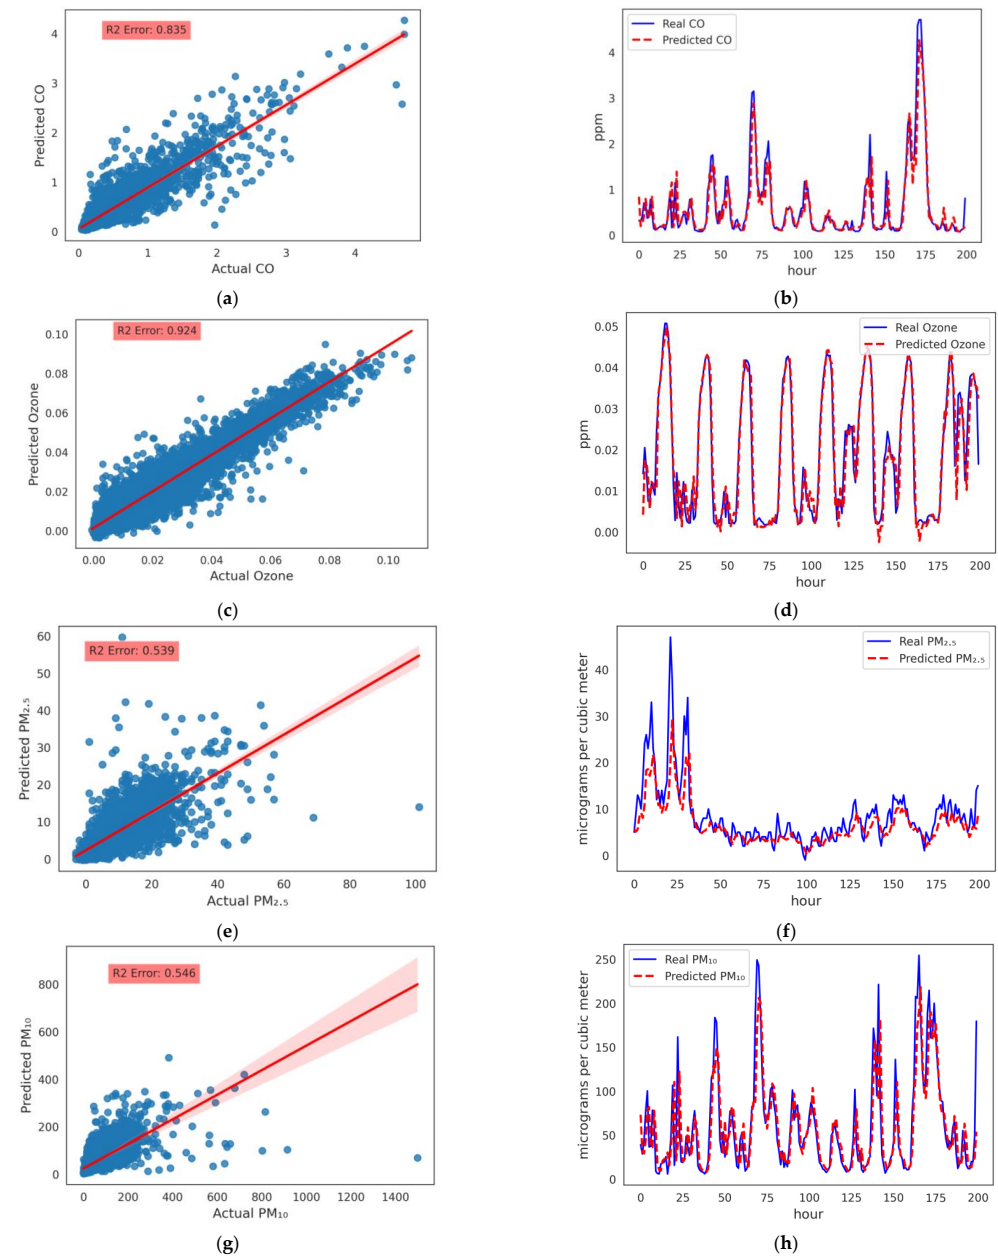 R2 Error: 0.835
Predicted CO
4
3
2
1
0
0 1 2 3 4
Actual CO
(a)
Real CO
Predicted CO
ppm
4
3
2
1
0
0 25 50 75 100 125 150 175 200
hour
(b)
R2 Error: 0.924
Predicted Ozone
0.10
0.08
0.06
0.04
0.02
0.00
0.00 0.02 0.04 0.06 0.08 0.10
Actual Ozone
(c)
Real Ozone
Predicted Ozone
ppm
0.05
0.04
0.03
0.02
0.01
0.00
0 25 50 75 100 125 150 175 200
hour
(d)
R2 Error: 0.539
Predicted PM₂.₅
60
50
40
30
20
10
0
0 20 40 60 80 100
Actual PM₂.₅
(e)
Real PM₂.₅
Predicted PM₂.₅
micrograms per cubic meter
40
30
20
10
0
0 25 50 75 100 125 150 175 200
hour
(f)
R2 Error: 0.546
Predicted PM₁₀
800
600
400
200
0
0 200 400 600 800 1000 1200 1400
Actual PM₁₀
(g)
Real PM₁₀
Predicted PM₁₀
micrograms per cubic meter
250
200
150
100
50
0
0 25 50 75 100 125 150 175 200
hour
(h)